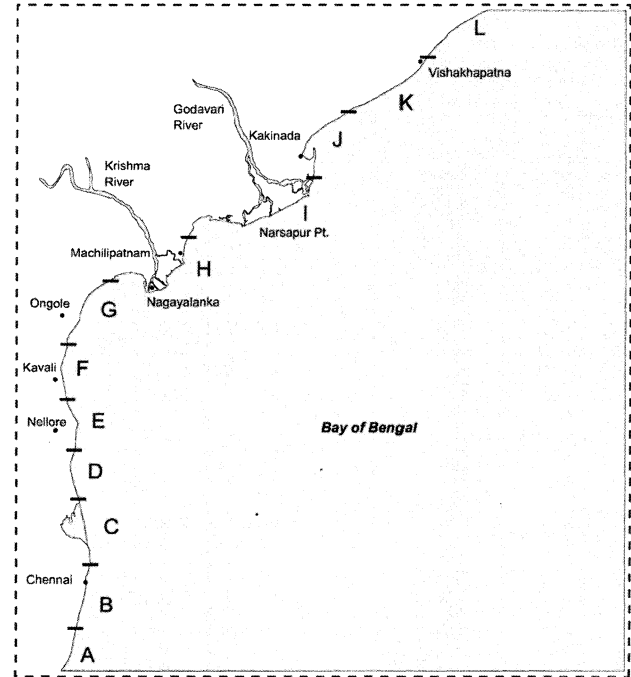 L
Vishakhapatna
K
Godavari
River
Kakinada
J
Krishma
River
I
Narsapur Pt.
Machilipatnam
H
Nagayalanka
G
Ongole
F
Kavali
E
Nellore
Bay of Bengal
D
C
Chennai
B
A